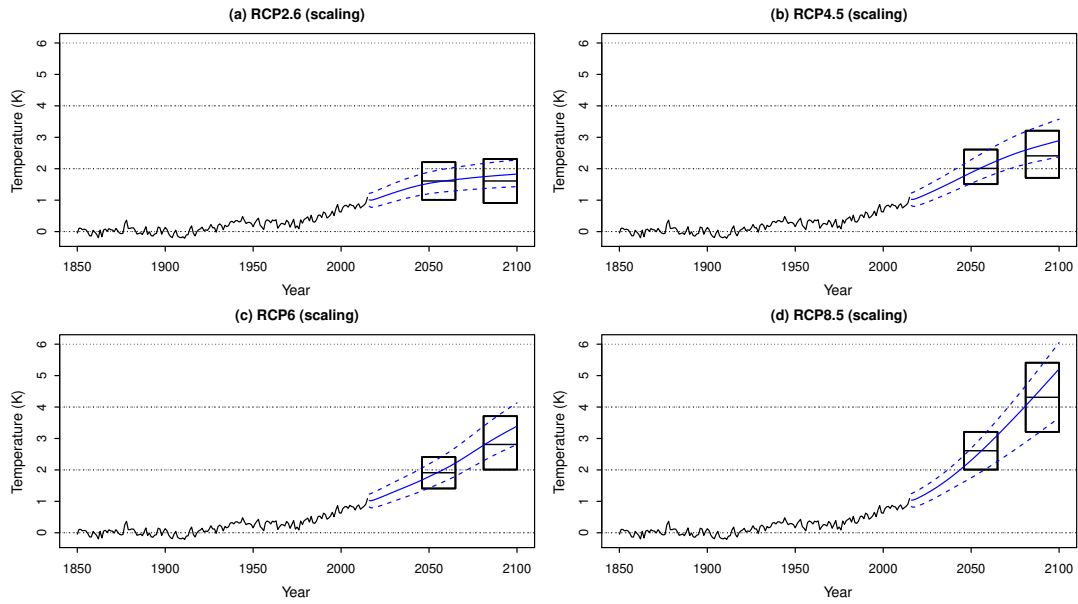 (a) RCP2.6 (scaling)
Temperature (K)
6
5
4
3
2
1
0
1850 1900 1950 2000 2050 2100
Year
(b) RCP4.5 (scaling)
Temperature (K)
6
5
4
3
2
1
0
1850 1900 1950 2000 2050 2100
Year
(c) RCP6 (scaling)
Temperature (K)
6
5
4
3
2
1
0
1850 1900 1950 2000 2050 2100
Year
(d) RCP8.5 (scaling)
Temperature (K)
6
5
4
3
2
1
0
1850 1900 1950 2000 2050 2100
Year